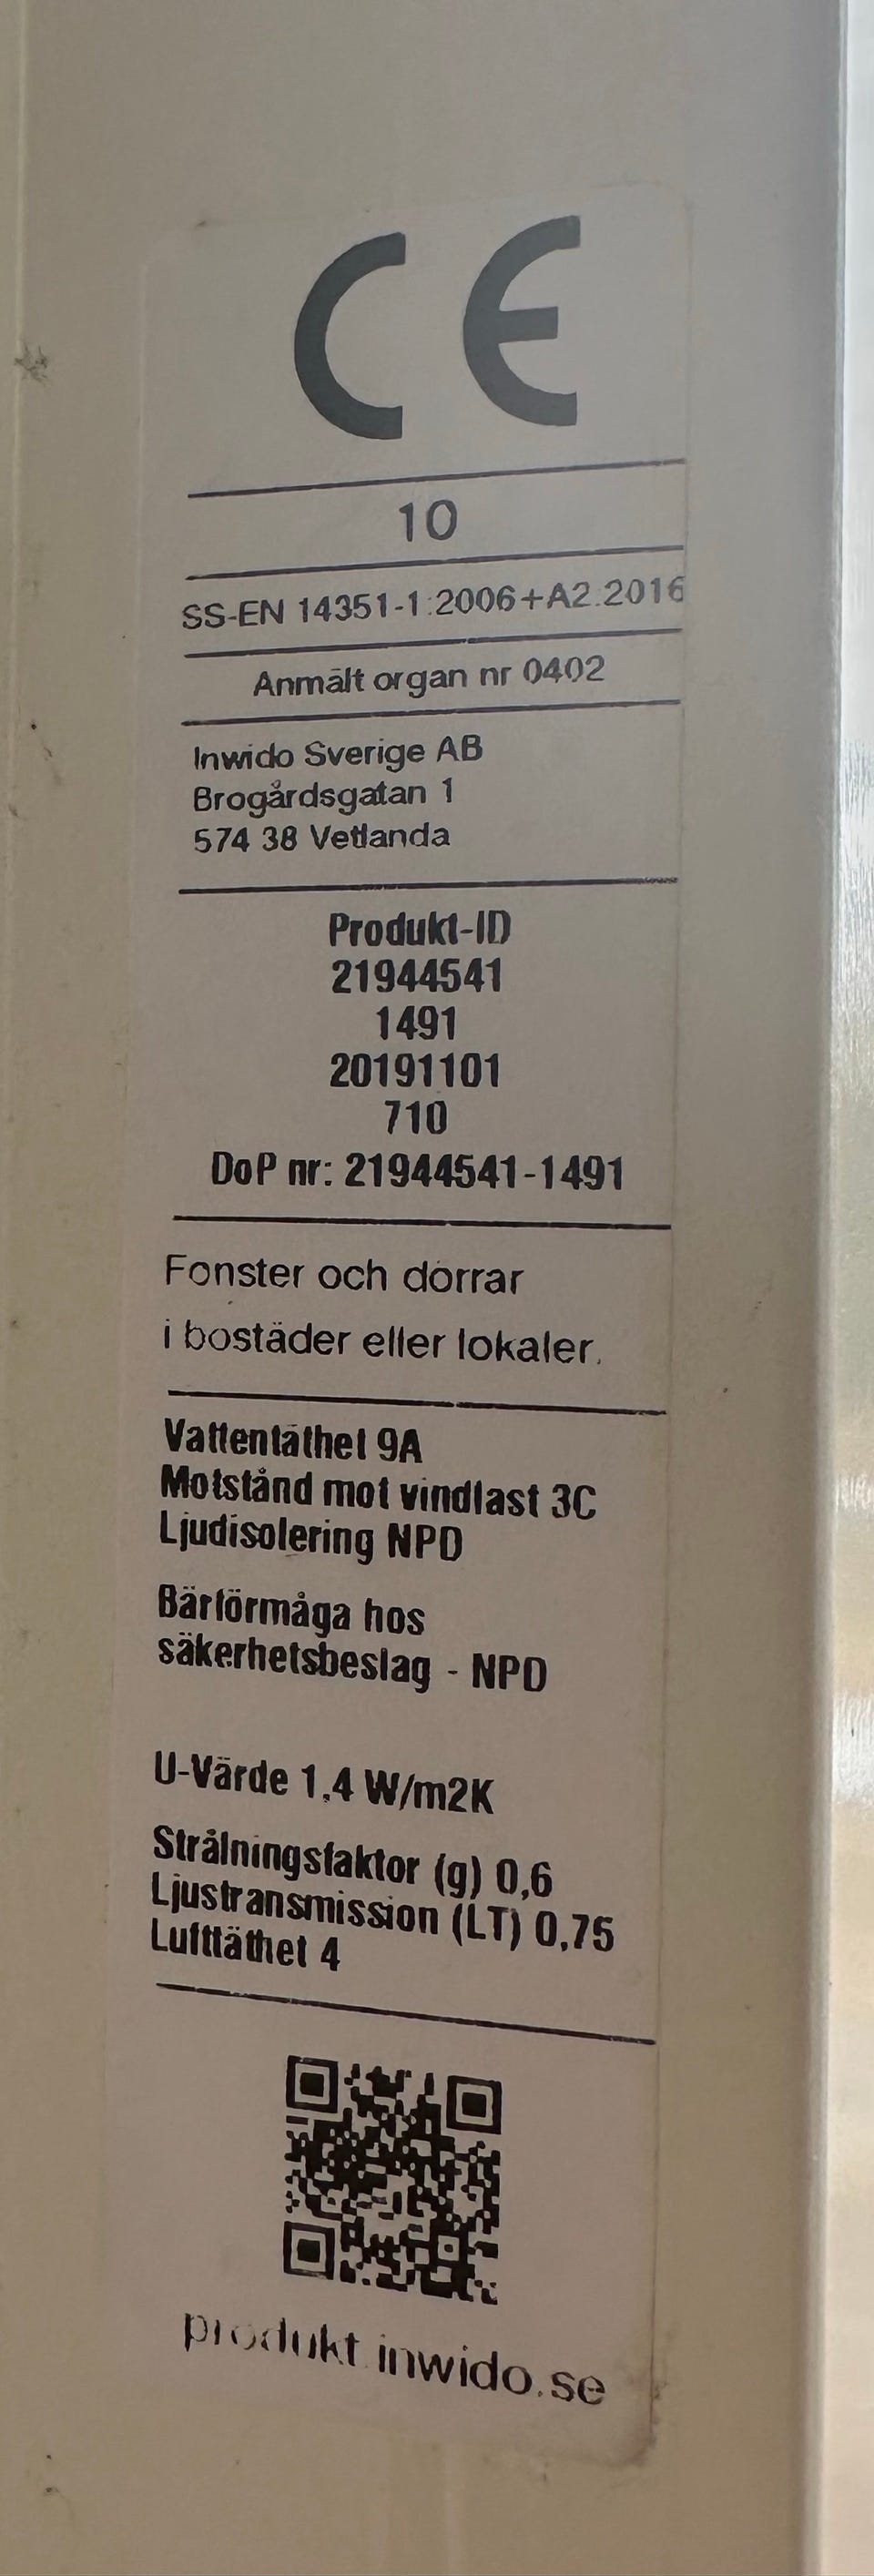 CE
10
SS-EN 14351-1:2006+A2:2016
Anmält organ nr 0402
Inwido Sverige AB
Brogårdsgatan 1
574 38 Vetlanda
Produkt-ID
21944541
1491
20191101
710
DoP nr: 21944541-1491
Fönster och dörrar
i bostäder eller lokaler.
Vattentäthet 9A
Motstånd mot vindlast 3C
Ljudisolering NPD
Bärförmåga hos
säkerhetsbeslag - NPD
U-Värde 1,4 W/m2K
Strålningsfaktor (g) 0,6
Ljustransmission (LT) 0,75
Lufttäthet 4
produkt.inwido.se